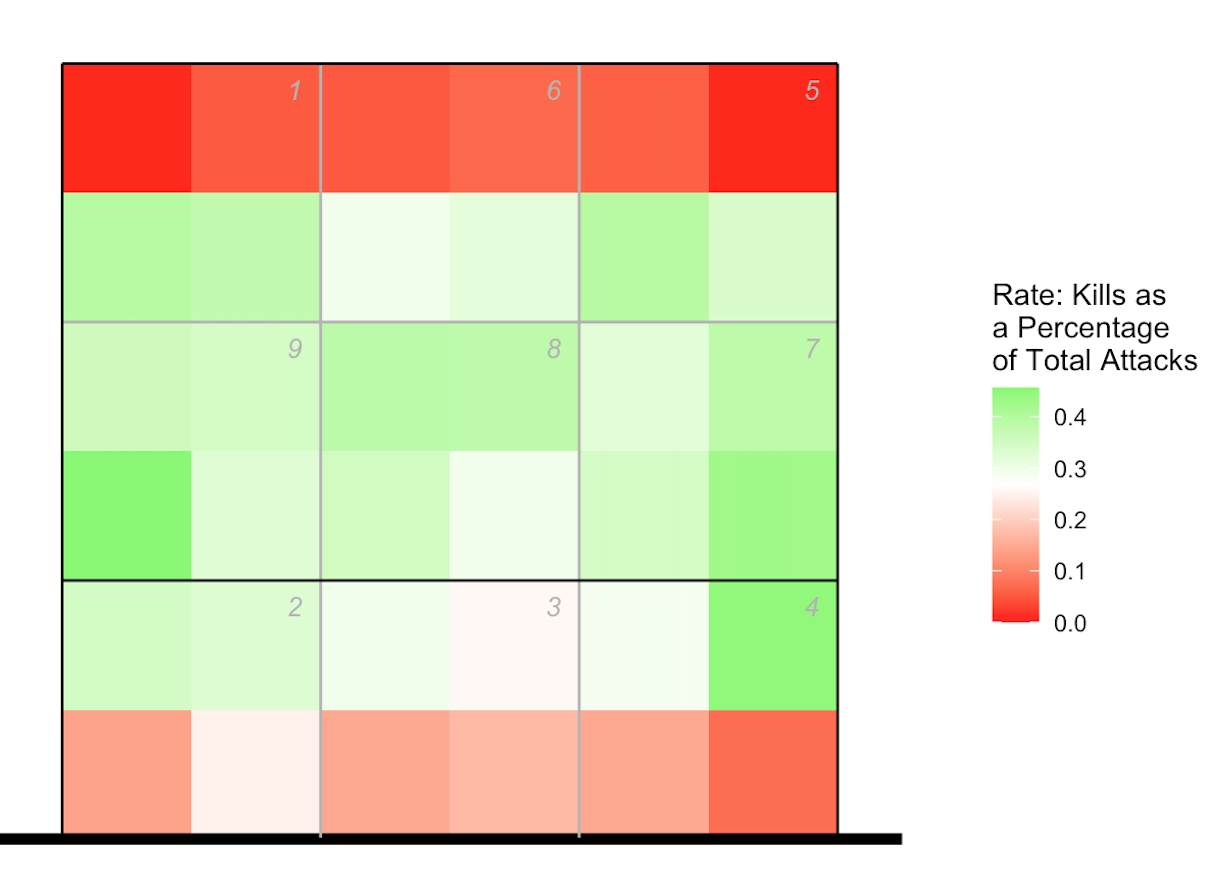 1 6 5
9 8 7
2 3 4
Rate: Kills as
a Percentage
of Total Attacks
0.4
0.3
0.2
0.1
0.0